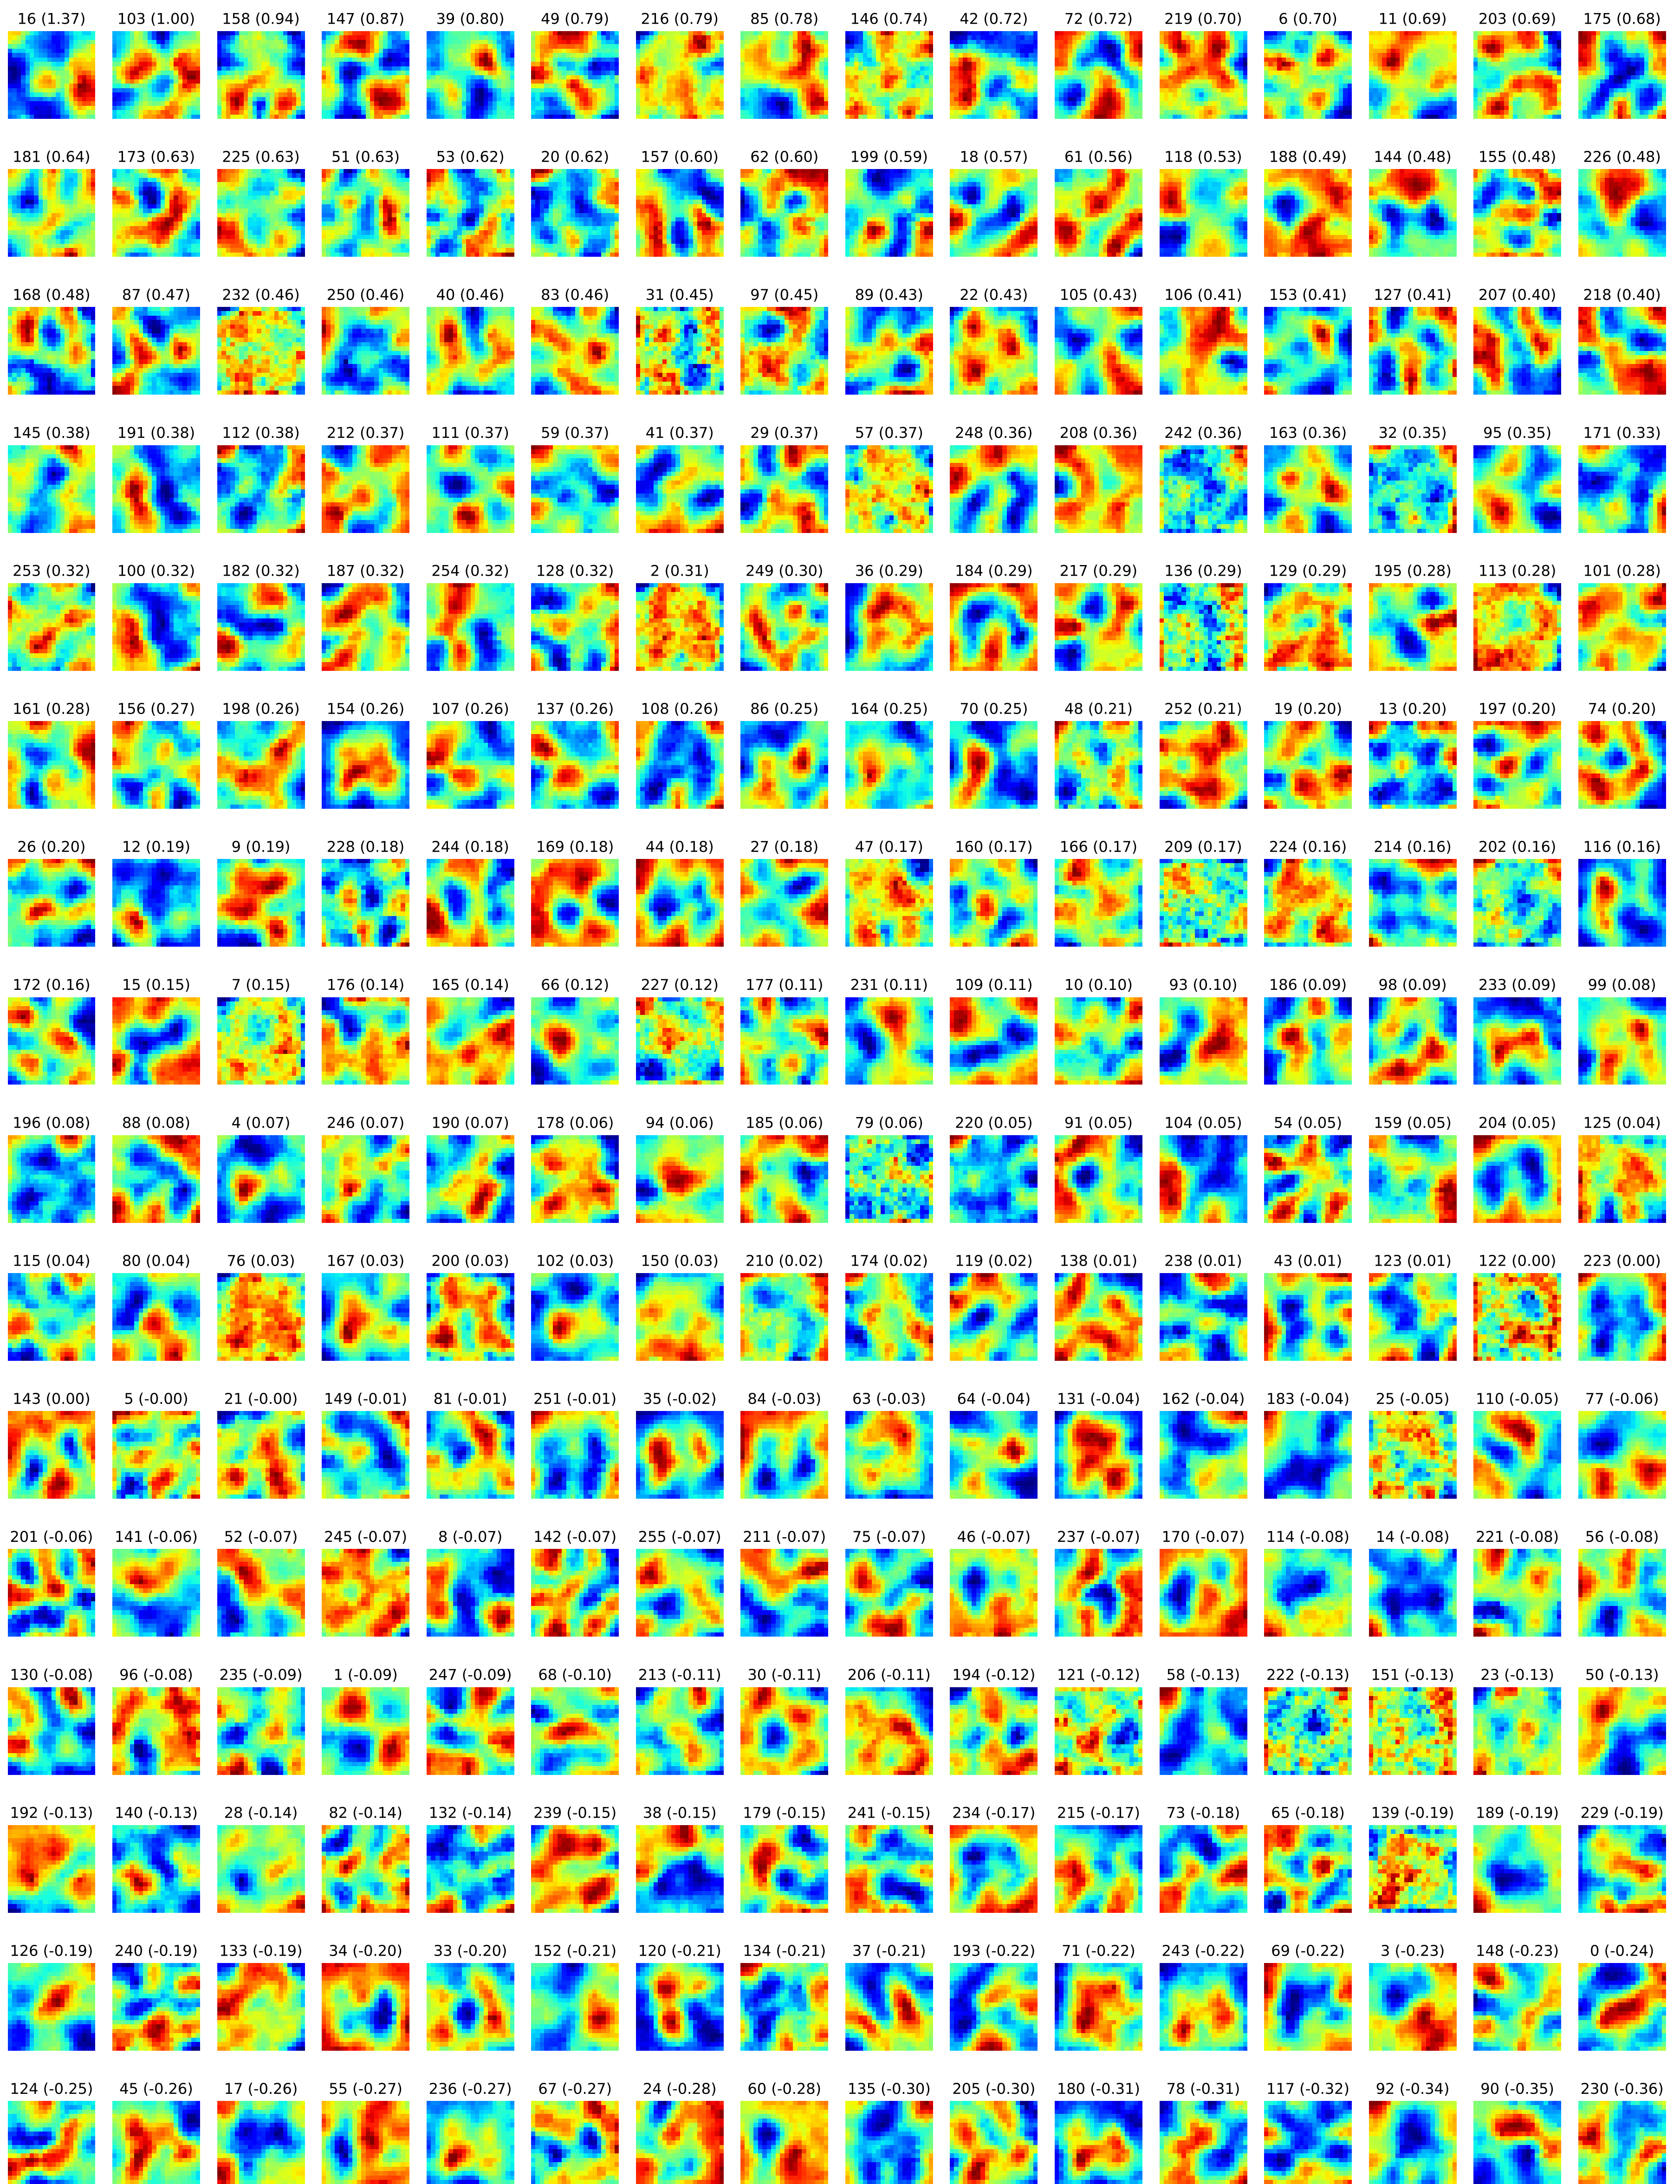 16 (1.37) 103 (1.00) 158 (0.94) 147 (0.87) 39 (0.80) 49 (0.79) 216 (0.79) 85 (0.78) 146 (0.74) 42 (0.72) 72 (0.72) 219 (0.70) 6 (0.70) 11 (0.69) 203 (0.69) 175 (0.68)
181 (0.64) 173 (0.63) 225 (0.63) 51 (0.63) 53 (0.62) 20 (0.62) 157 (0.60) 62 (0.60) 199 (0.59) 18 (0.57) 61 (0.56) 118 (0.53) 188 (0.49) 144 (0.48) 155 (0.48) 226 (0.48)
168 (0.48) 87 (0.47) 232 (0.46) 250 (0.46) 40 (0.46) 83 (0.46) 31 (0.45) 97 (0.45) 89 (0.43) 22 (0.43) 105 (0.43) 106 (0.41) 153 (0.41) 127 (0.41) 207 (0.40) 218 (0.40)
145 (0.38) 191 (0.38) 112 (0.38) 212 (0.37) 111 (0.37) 59 (0.37) 41 (0.37) 29 (0.37) 57 (0.37) 248 (0.36) 208 (0.36) 242 (0.36) 163 (0.36) 32 (0.35) 95 (0.35) 171 (0.33)
253 (0.32) 100 (0.32) 182 (0.32) 187 (0.32) 254 (0.32) 128 (0.32) 2 (0.31) 249 (0.30) 36 (0.29) 184 (0.29) 217 (0.29) 136 (0.29) 129 (0.29) 195 (0.28) 113 (0.28) 101 (0.28)
161 (0.28) 156 (0.27) 198 (0.26) 154 (0.26) 107 (0.26) 137 (0.26) 108 (0.26) 86 (0.25) 164 (0.25) 70 (0.25) 48 (0.21) 252 (0.21) 19 (0.20) 13 (0.20) 197 (0.20) 74 (0.20)
26 (0.20) 12 (0.19) 9 (0.19) 228 (0.18) 244 (0.18) 169 (0.18) 44 (0.18) 27 (0.18) 47 (0.17) 160 (0.17) 166 (0.17) 209 (0.17) 224 (0.16) 214 (0.16) 202 (0.16) 116 (0.16)
172 (0.16) 15 (0.15) 7 (0.15) 176 (0.14) 165 (0.14) 66 (0.12) 227 (0.12) 177 (0.11) 231 (0.11) 109 (0.11) 10 (0.10) 93 (0.10) 186 (0.09) 98 (0.09) 233 (0.09) 99 (0.08)
196 (0.08) 88 (0.08) 4 (0.07) 246 (0.07) 190 (0.07) 178 (0.06) 94 (0.06) 185 (0.06) 79 (0.06) 220 (0.05) 91 (0.05) 104 (0.05) 54 (0.05) 159 (0.05) 204 (0.05) 125 (0.04)
115 (0.04) 80 (0.04) 76 (0.03) 167 (0.03) 200 (0.03) 102 (0.03) 150 (0.03) 210 (0.02) 174 (0.02) 119 (0.02) 138 (0.01) 238 (0.01) 43 (0.01) 123 (0.01) 122 (0.00) 223 (0.00)
143 (0.00) 5 (-0.00) 21 (-0.00) 149 (-0.01) 81 (-0.01) 251 (-0.01) 35 (-0.02) 84 (-0.03) 63 (-0.03) 64 (-0.04) 131 (-0.04) 162 (-0.04) 183 (-0.04) 25 (-0.05) 110 (-0.05) 77 (-0.06)
201 (-0.06) 141 (-0.06) 52 (-0.07) 245 (-0.07) 8 (-0.07) 142 (-0.07) 255 (-0.07) 211 (-0.07) 75 (-0.07) 46 (-0.07) 237 (-0.07) 170 (-0.07) 114 (-0.08) 14 (-0.08) 221 (-0.08) 56 (-0.08)
130 (-0.08) 96 (-0.08) 235 (-0.09) 1 (-0.09) 247 (-0.09) 68 (-0.10) 213 (-0.11) 30 (-0.11) 206 (-0.11) 194 (-0.12) 121 (-0.12) 58 (-0.13) 222 (-0.13) 151 (-0.13) 23 (-0.13) 50 (-0.13)
192 (-0.13) 140 (-0.13) 28 (-0.14) 82 (-0.14) 132 (-0.14) 239 (-0.15) 38 (-0.15) 179 (-0.15) 241 (-0.15) 234 (-0.17) 215 (-0.17) 73 (-0.18) 65 (-0.18) 139 (-0.19) 189 (-0.19) 229 (-0.19)
126 (-0.19) 240 (-0.19) 133 (-0.19) 34 (-0.20) 33 (-0.20) 152 (-0.21) 120 (-0.21) 134 (-0.21) 37 (-0.21) 193 (-0.22) 71 (-0.22) 243 (-0.22) 69 (-0.22) 3 (-0.23) 148 (-0.23) 0 (-0.24)
124 (-0.25) 45 (-0.26) 17 (-0.26) 55 (-0.27) 236 (-0.27) 67 (-0.27) 24 (-0.28) 60 (-0.28) 135 (-0.30) 205 (-0.30) 180 (-0.31) 78 (-0.31) 117 (-0.32) 92 (-0.34) 90 (-0.35) 230 (-0.36)